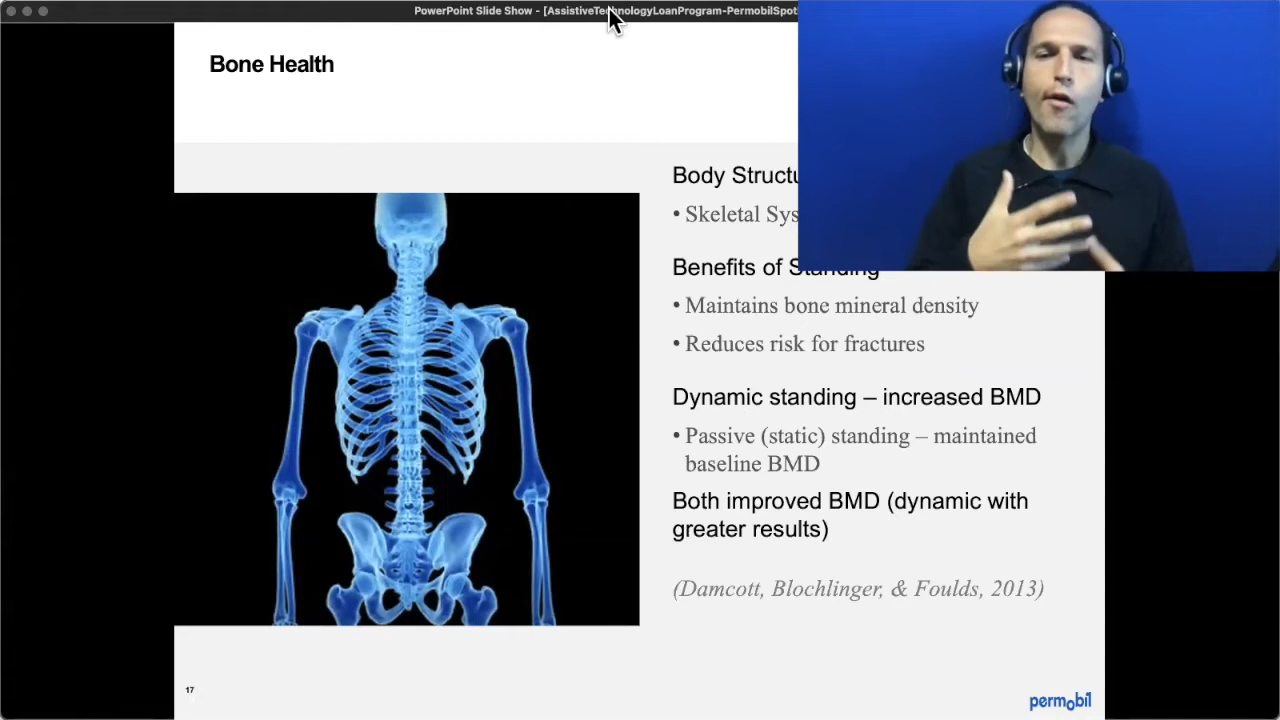 PowerPoint Slide Show - [AssistiveTechnologyLoanProgram-PermobilSpot
Bone Health
Body Structu
• Skeletal Sys
Benefits of Standing
• Maintains bone mineral density
• Reduces risk for fractures
Dynamic standing – increased BMD
• Passive (static) standing – maintained
baseline BMD
Both improved BMD (dynamic with
greater results)
(Damcott, Blochlinger, & Foulds, 2013)
17
permobil